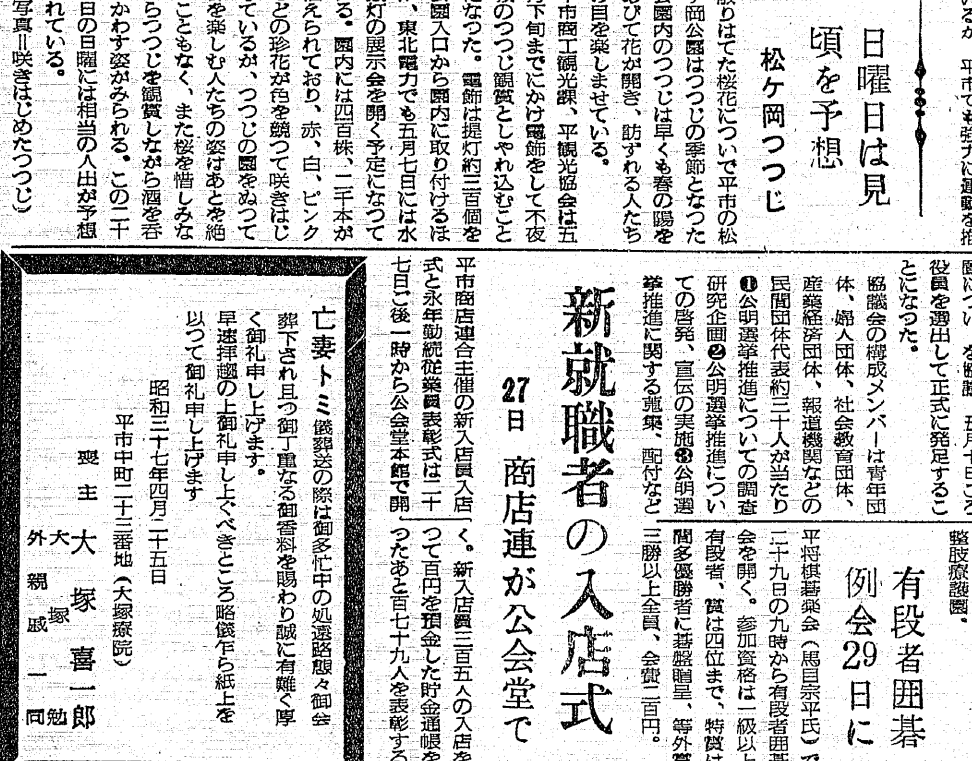 日曜日は見
頃を予想
松ケ岡つつじ
散りはてた桜花についで平市の松
ケ岡公園はつつじの季節となつた
公園内のつつじは早くも春の陽を
あびて花が開き、訪ずれる人たち
の目を楽しませている。
市商工観光課、平観光協会は五
月下旬までにかけ電飾をして不夜
のつつじ観賞としやれ込むこと
になつた。電飾は提灯約三百個を
公園入口から園内に取り付けるほ
か、東北電力でも五月七日には水
灯の展示会を開く予定になつて
いる。園内には四百株、二千本が
えられており、赤、白、ピンク
などの珍花が色を競つて咲きはじ
めているが、つつじの園をぬつて
を楽しむ人たちの姿はあとを絶
こともなく、また桜を惜しみな
らつつじを観賞しながら酒を呑
かわす姿がみられる。この二十
日の日曜には相当の人出が予想
されている。
写真＝咲きはじめたつつじ）
役員を選出して正式に発足するこ
とになつた。
協議会の構成メンバーは青年団
体、婦人団体、社会教育団体、
産業経済団体、報道機関などの
民間団体代表約三十人が当たり
❶公明選挙推進についての調査
研究企画❷公明選挙推進につい
ての啓発、宣伝の実施❸公明選
挙推進に関する蒐集、配付など
新就職者の入店式
27日 商店連が公会堂で
平市商店連合主催の新入店員入店
式と永年勤続従業員表彰式は二十
七日ご後一時から公会堂本館で開
く。新入店員三百五人の入店を
つて百円を預金した貯金通帳を
つたあと百七十九人を表彰する
整肢療護園。
有段者囲碁
例会29日に
平将棋碁楽会（馬目宗平氏）で
二十九日の九時から有段者囲碁
会を開く。参加資格は一級以上
有段者、賞は四位まで、特賞は
間多優勝者に碁盤贈呈、等外賞
三勝以上全員、会費二百円。
亡妻トミ儀葬送の際は御多忙中の処遠路態々御会
葬下され且つ御丁重なる御香料を賜わり誠に有難く厚
く御礼申し上げます。
早速拝趨の上御礼申し上ぐべきところ略儀乍ら紙上を
以つて御礼申し上げます
昭和三十七年四月二十五日
平市中町二十三番地（大塚療院）
喪主 大塚喜一郎
大塚勉
外親戚一同